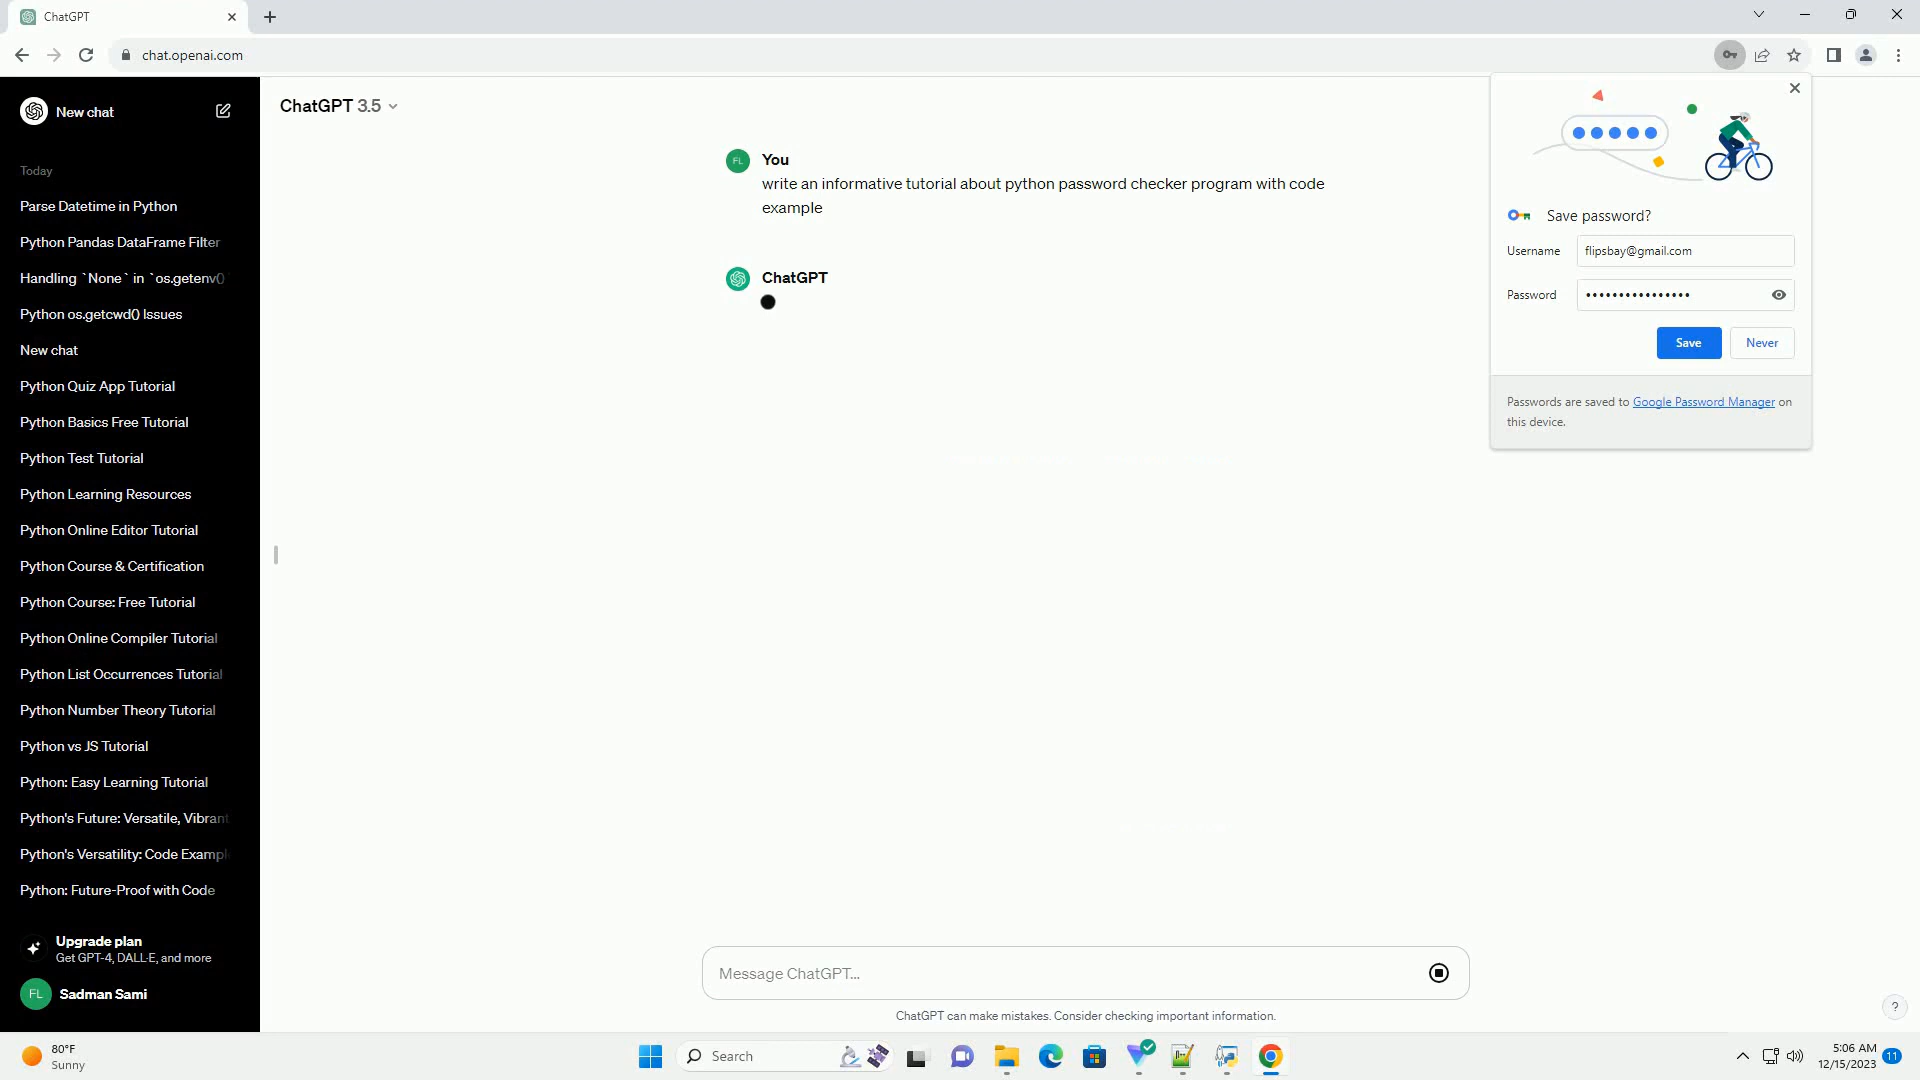 ChatGPT
chat.openai.com
New chat
Today
Parse Datetime in Python
Python Pandas DataFrame Filter
Handling `None` in `os.getenv()`
Python os.getcwd() Issues
New chat
Python Quiz App Tutorial
Python Basics Free Tutorial
Python Test Tutorial
Python Learning Resources
Python Online Editor Tutorial
Python Course & Certification
Python Course: Free Tutorial
Python Online Compiler Tutorial
Python List Occurrences Tutorial
Python Number Theory Tutorial
Python vs JS Tutorial
Python: Easy Learning Tutorial
Python's Future: Versatile, Vibrant
Python's Versatility: Code Exampl
Python: Future-Proof with Code
Upgrade plan
Get GPT-4, DALL·E, and more
FL Sadman Sami
ChatGPT 3.5
FL You
write an informative tutorial about python password checker program with code
example
ChatGPT
Message ChatGPT...
ChatGPT can make mistakes. Consider checking important information.
Save password?
Username flipsbay@gmail.com
Password ••••••••••••••••
Save Never
Passwords are saved to Google Password Manager on
this device.
?
80°F
Sunny
Search
5:06 AM
12/15/2023
11